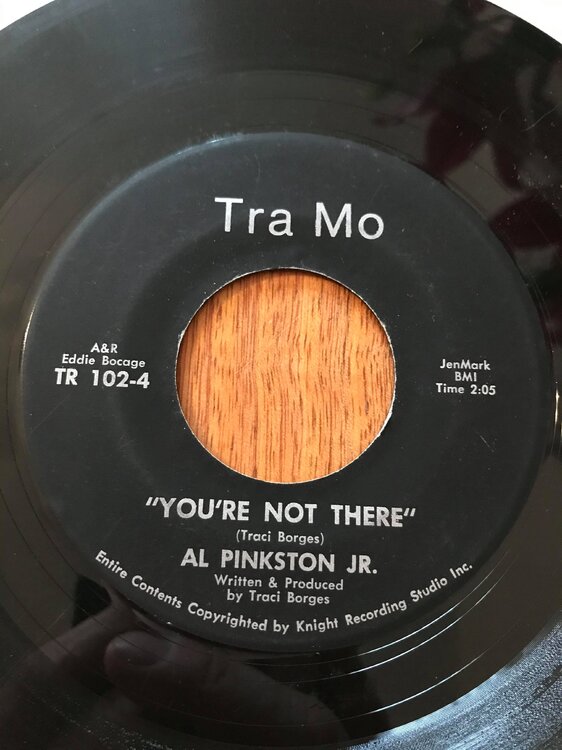 Tra Mo
A&R
Eddie Bocage
TR 102-4
JenMark
BMI
Time 2:05
"YOU'RE NOT THERE"
(Traci Borges)
AL PINKSTON JR.
Written & Produced
by Traci Borges
Entire Contents Copyrighted by Knight Recording Studio Inc.